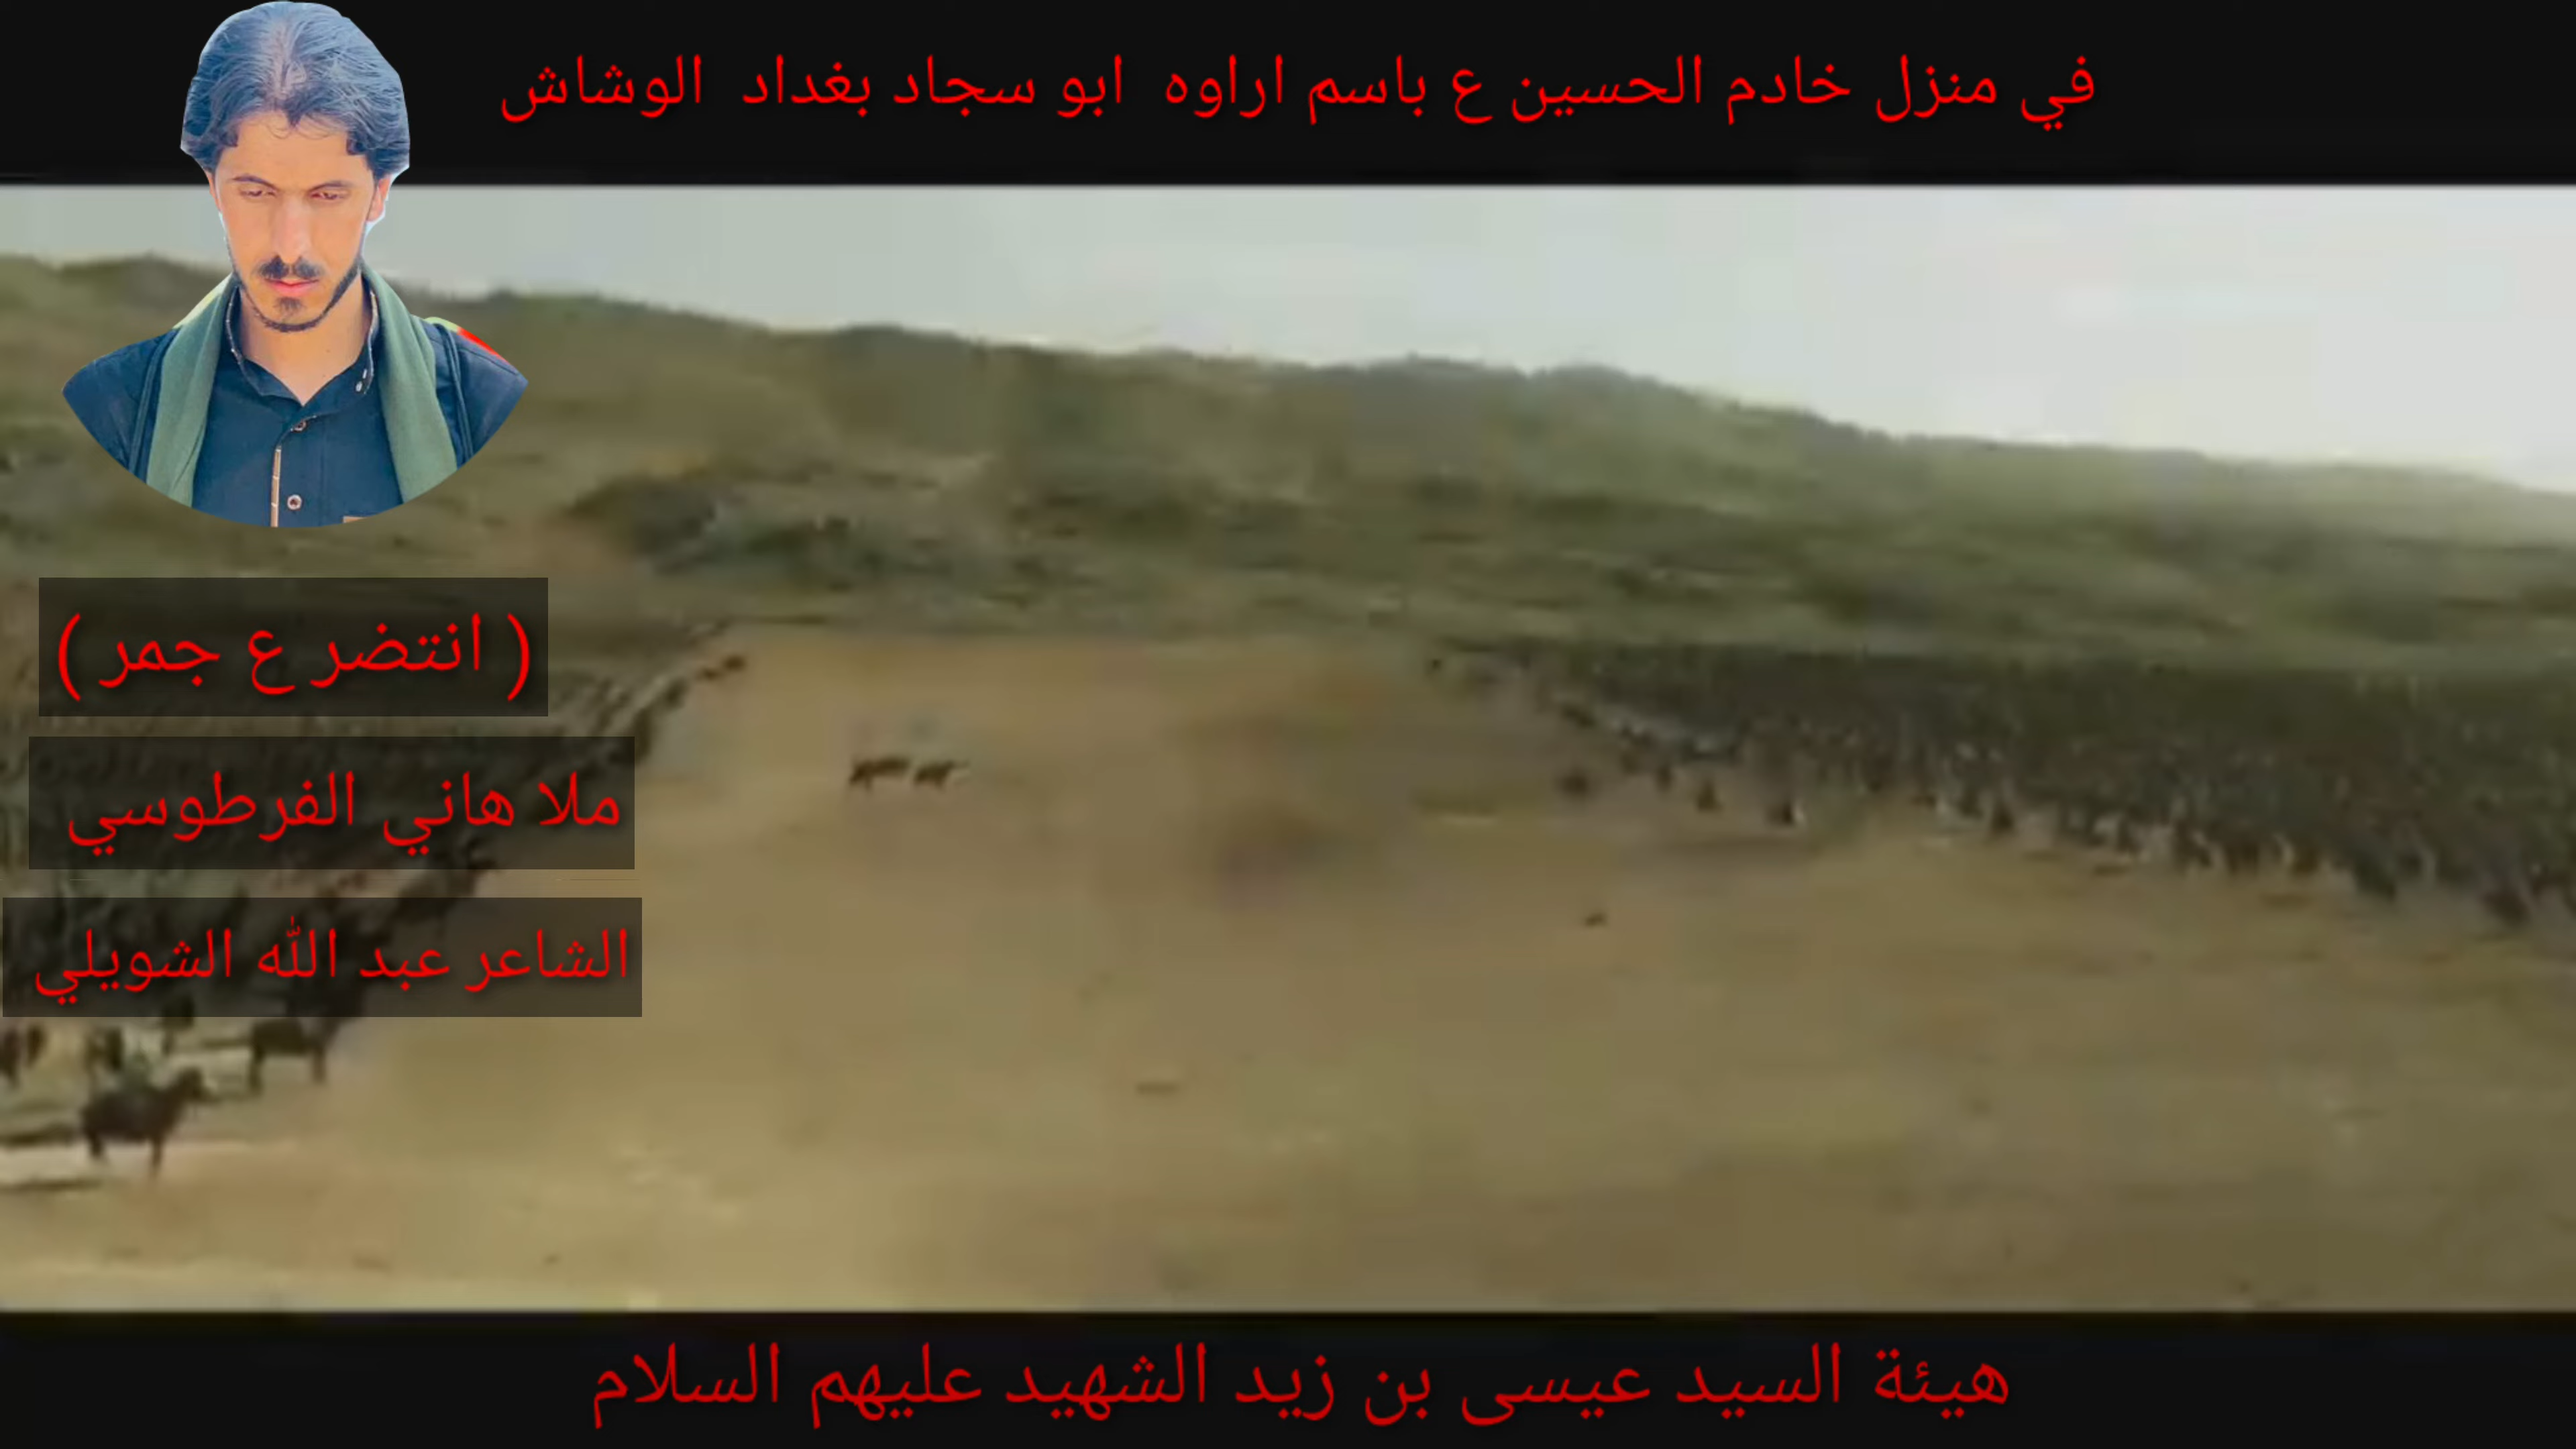 في منزل خادم الحسين ع باسم اراوه ابو سجاد بغداد الوشاش
( انتضر ع جمر )
ملا هاني الفرطوسي
الشاعر عبد الله الشويلي
هيئة السيد عيسى بن زيد الشهيد عليهم السلام